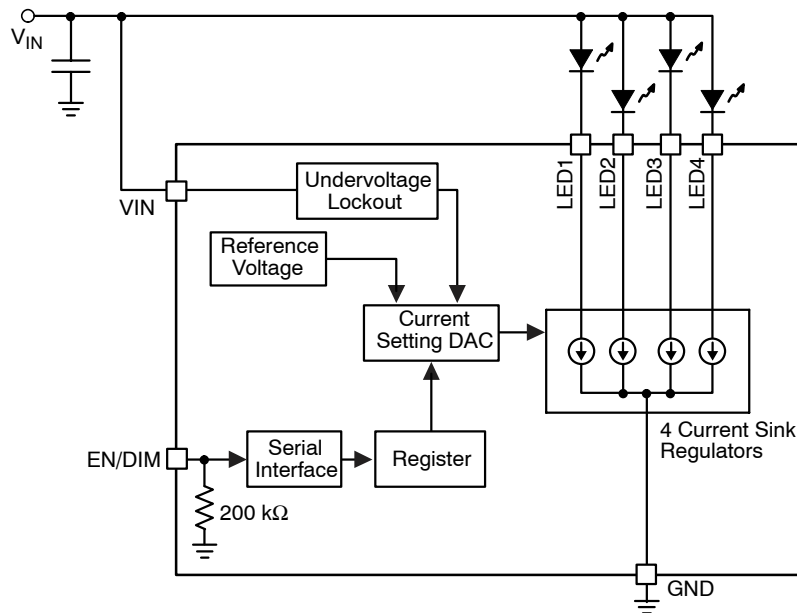 V_IN
LED1
LED2
LED3
LED4
VIN
Undervoltage
Lockout
Reference
Voltage
Current
Setting DAC
4 Current Sink
Regulators
EN/DIM
Serial
Interface
Register
200 kΩ
GND